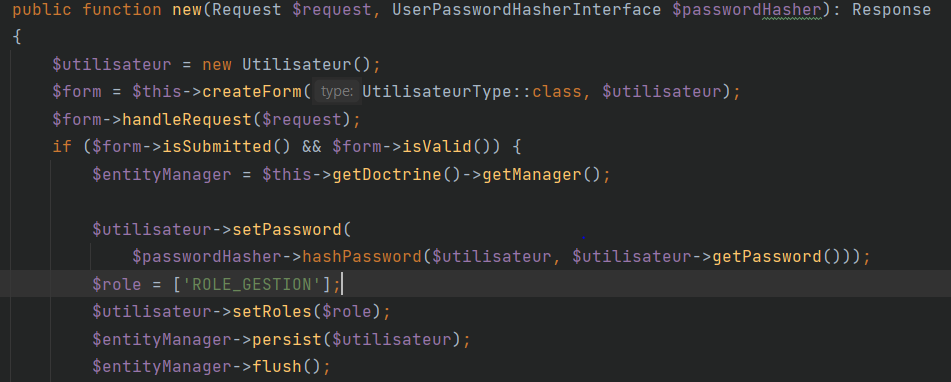 public function new(Request $request, UserPasswordHasherInterface $passwordHasher): Response
{
$utilisateur = new Utilisateur();
$form = $this->createForm( type: UtilisateurType::class, $utilisateur);
$form->handleRequest($request);
if ($form->isSubmitted() && $form->isValid()) {
$entityManager = $this->getDoctrine()->getManager();
$utilisateur->setPassword(
$passwordHasher->hashPassword($utilisateur, $utilisateur->getPassword()));
$role = ['ROLE_GESTION'];
$utilisateur->setRoles($role);
$entityManager->persist($utilisateur);
$entityManager->flush();